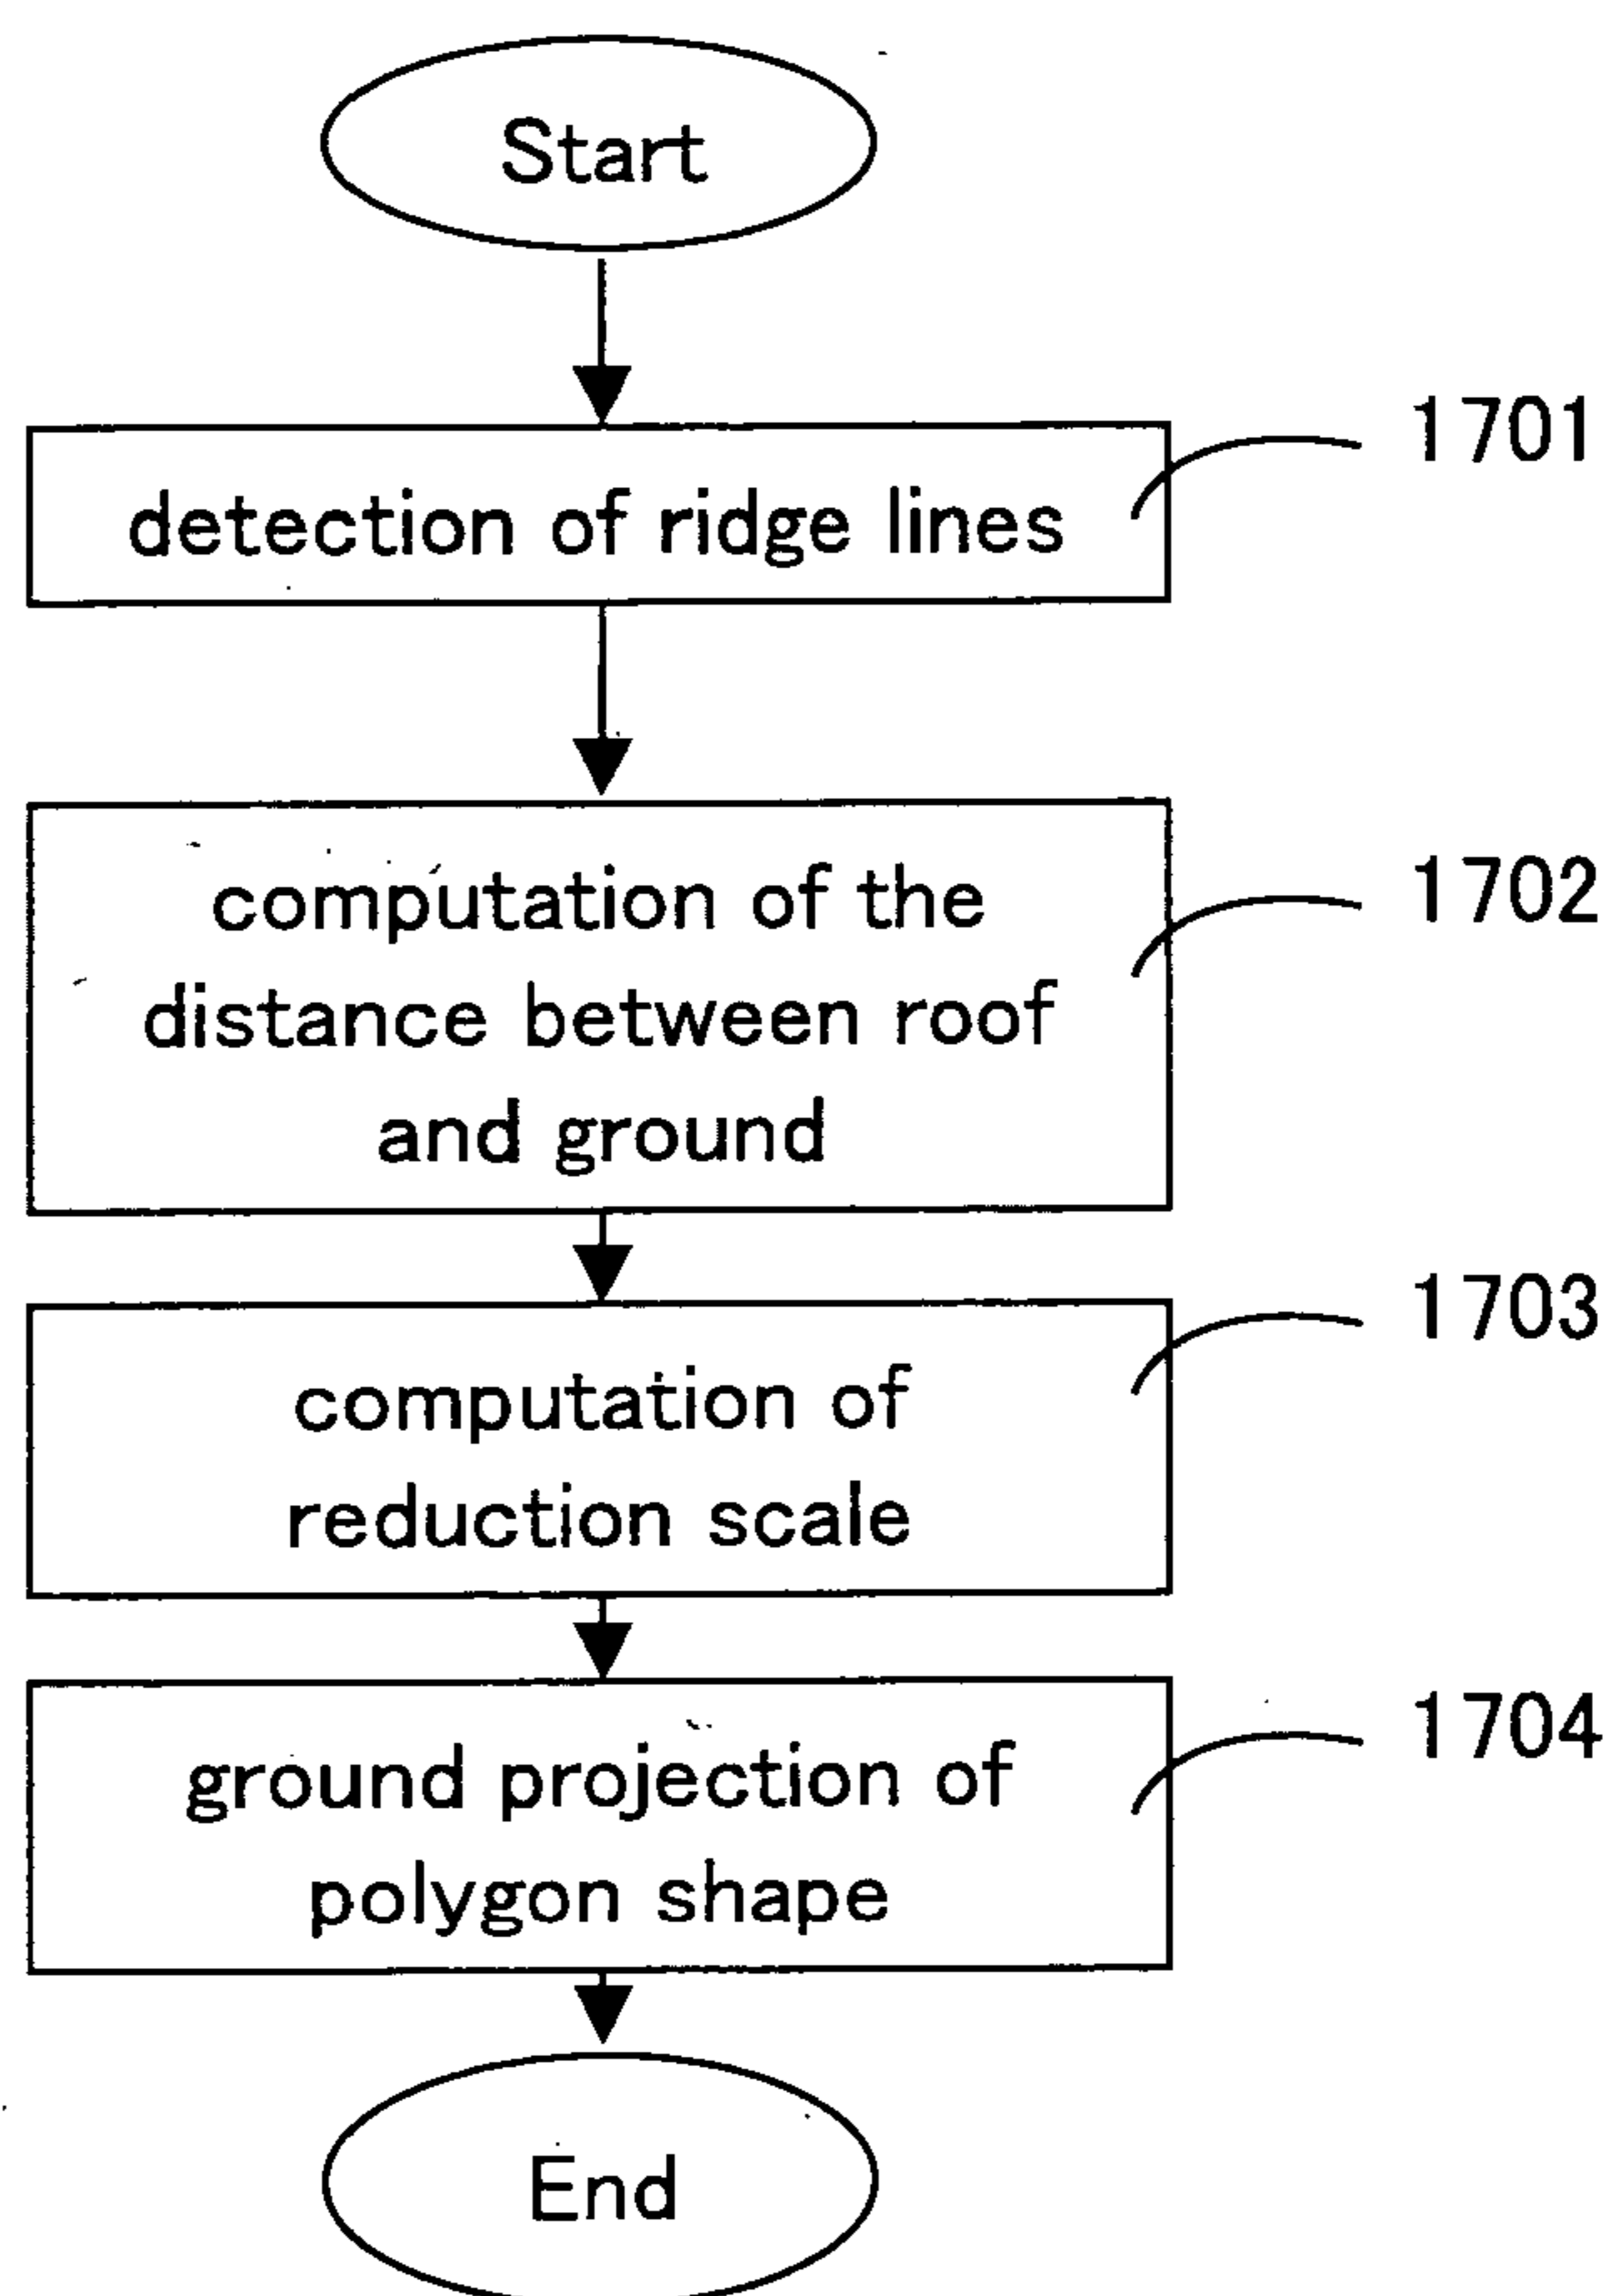 Start
1701
detection of ridge lines
1702
computation of the
distance between roof
and ground
1703
computation of
reduction scale
1704
ground projection of
polygon shape
End